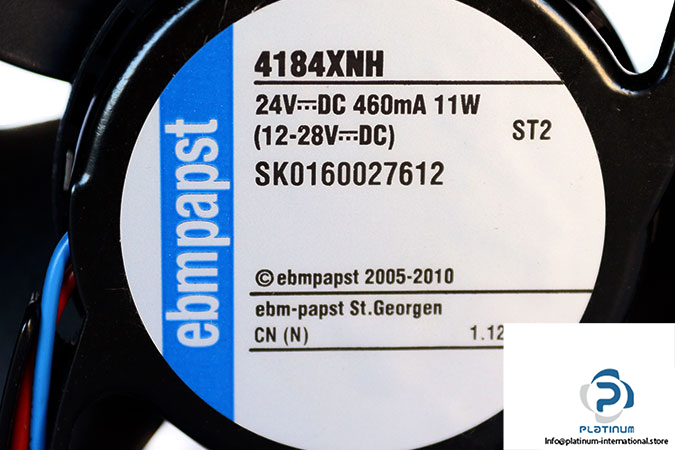 ebmpapst
4184XNH
24V⎓DC 460mA 11W
(12-28V⎓DC)
ST2
SK0160027612
© ebmpapst 2005-2010
ebm-papst St.Georgen
CN (N) 1.12
PLATINUM
Info@platinum-international.store